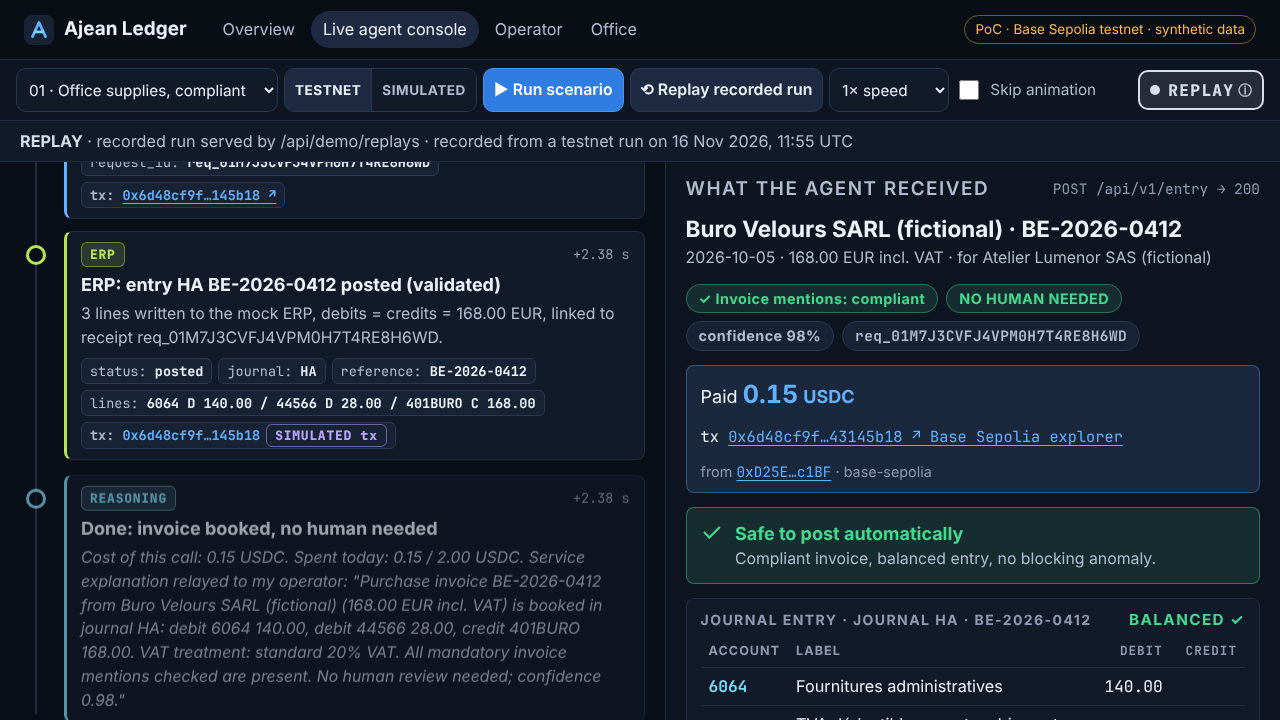 Ajean Ledger
Overview
Live agent console
Operator
Office
PoC · Base Sepolia testnet · synthetic data
01 · Office supplies, compliant
TESTNET
SIMULATED
▶ Run scenario
⟲ Replay recorded run
1× speed
Skip animation
REPLAY ⓘ
REPLAY · recorded run served by /api/demo/replays · recorded from a testnet run on 16 Nov 2026, 11:55 UTC
request_id: req_01M7J3CVFJ4VPM0H7T4RE8H6WD
tx: 0x6d48cf9f…145b18 ↗
ERP
+2.38 s
ERP: entry HA BE-2026-0412 posted (validated)
3 lines written to the mock ERP, debits = credits = 168.00 EUR, linked to
receipt req_01M7J3CVFJ4VPM0H7T4RE8H6WD.
status: posted
journal: HA
reference: BE-2026-0412
lines: 6064 D 140.00 / 44566 D 28.00 / 401BURO C 168.00
tx: 0x6d48cf9f…145b18 SIMULATED tx
REASONING
+2.38 s
Done: invoice booked, no human needed
Cost of this call: 0.15 USDC. Spent today: 0.15 / 2.00 USDC. Service
explanation relayed to my operator: "Purchase invoice BE-2026-0412
from Buro Velours SARL (fictional) (168.00 EUR incl. VAT) is booked in
journal HA: debit 6064 140.00, debit 44566 28.00, credit 401BURO
168.00. VAT treatment: standard 20% VAT. All mandatory invoice
mentions checked are present. No human review needed; confidence
0.98."
WHAT THE AGENT RECEIVED
POST /api/v1/entry → 200
Buro Velours SARL (fictional) · BE-2026-0412
2026-10-05 · 168.00 EUR incl. VAT · for Atelier Lumenor SAS (fictional)
✓ Invoice mentions: compliant
NO HUMAN NEEDED
confidence 98%
req_01M7J3CVFJ4VPM0H7T4RE8H6WD
Paid 0.15 USDC
tx 0x6d48cf9f…43145b18 ↗ Base Sepolia explorer
from 0xD25E…c1BF · base-sepolia
Safe to post automatically
Compliant invoice, balanced entry, no blocking anomaly.
JOURNAL ENTRY · JOURNAL HA · BE-2026-0412
BALANCED ✓
ACCOUNT LABEL DEBIT CREDIT
6064 Fournitures administratives 140.00